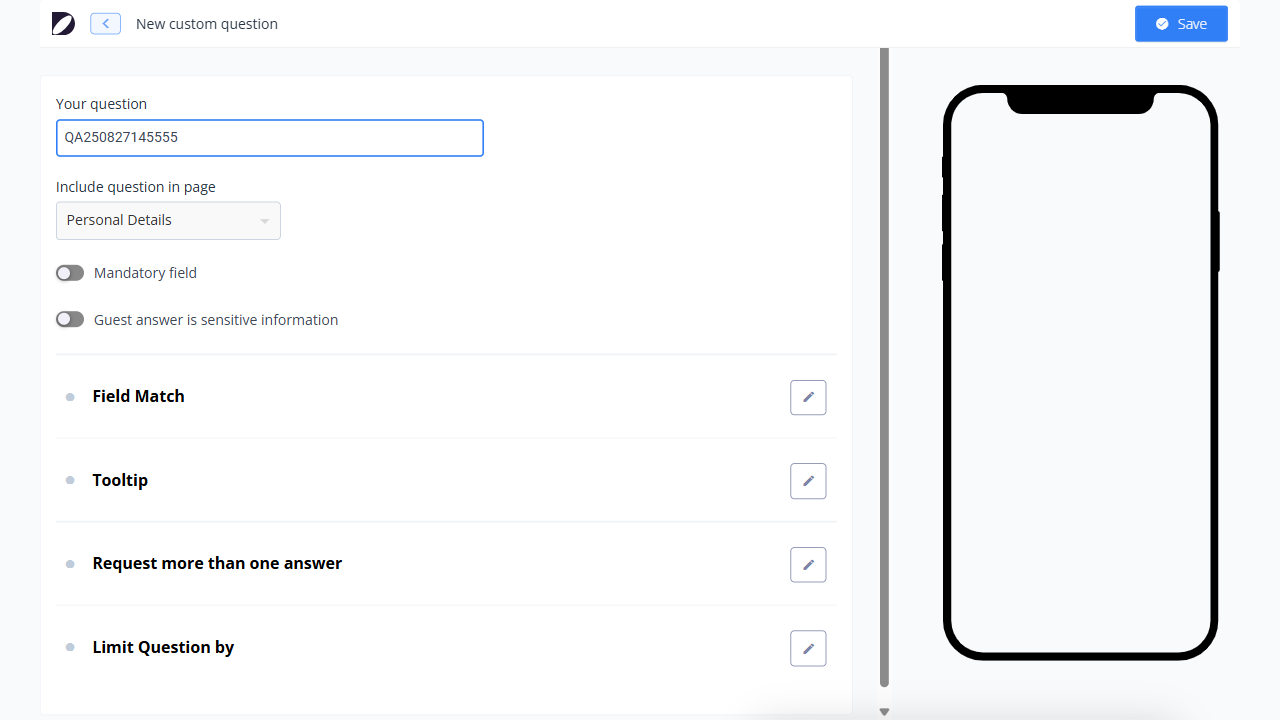 New custom question
Save
Your question
QA250827145555
Include question in page
Personal Details
Mandatory field
Guest answer is sensitive information
Field Match
Tooltip
Request more than one answer
Limit Question by